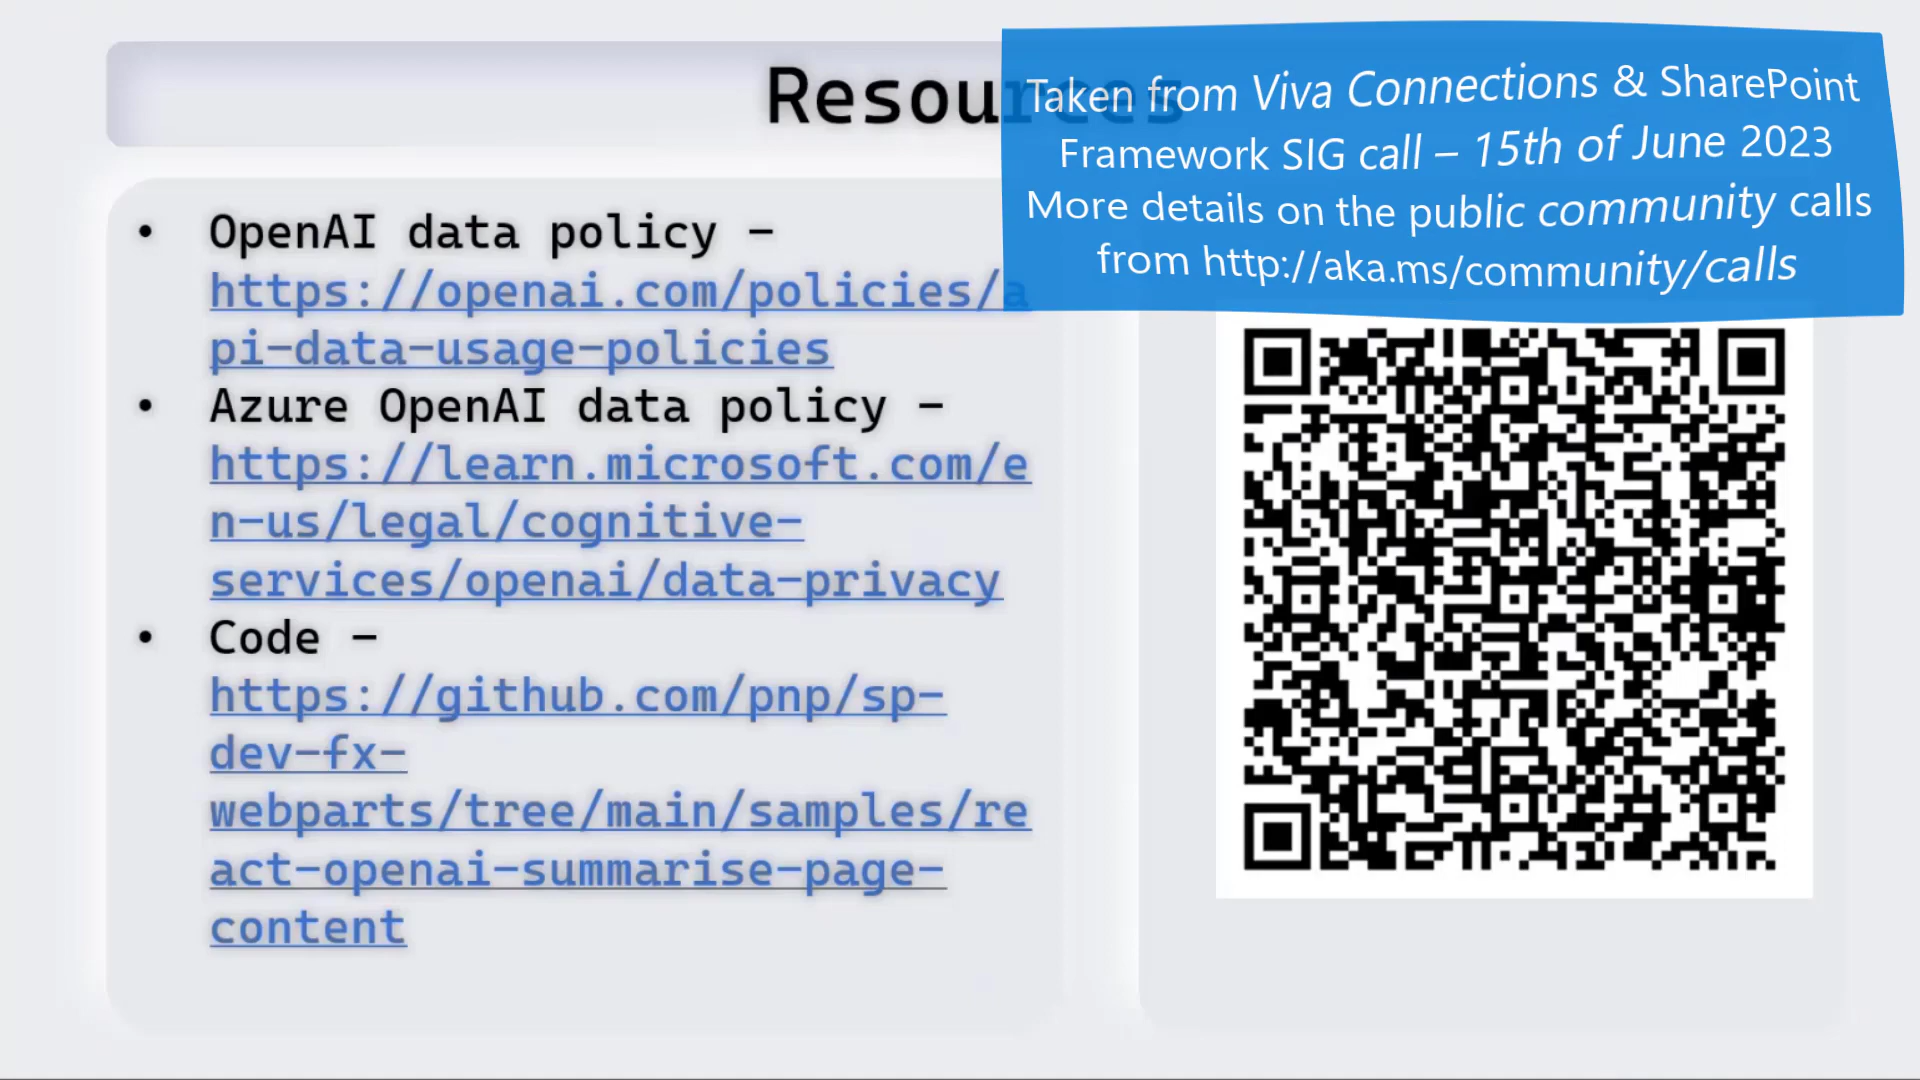 Resources
Taken from Viva Connections & SharePoint
Framework SIG call – 15th of June 2023
More details on the public community calls
from http://aka.ms/community/calls
• OpenAI data policy –
https://openai.com/policies/a
pi-data-usage-policies
• Azure OpenAI data policy –
https://learn.microsoft.com/e
n-us/legal/cognitive-
services/openai/data-privacy
• Code –
https://github.com/pnp/sp-
dev-fx-
webparts/tree/main/samples/re
act-openai-summarise-page-
content